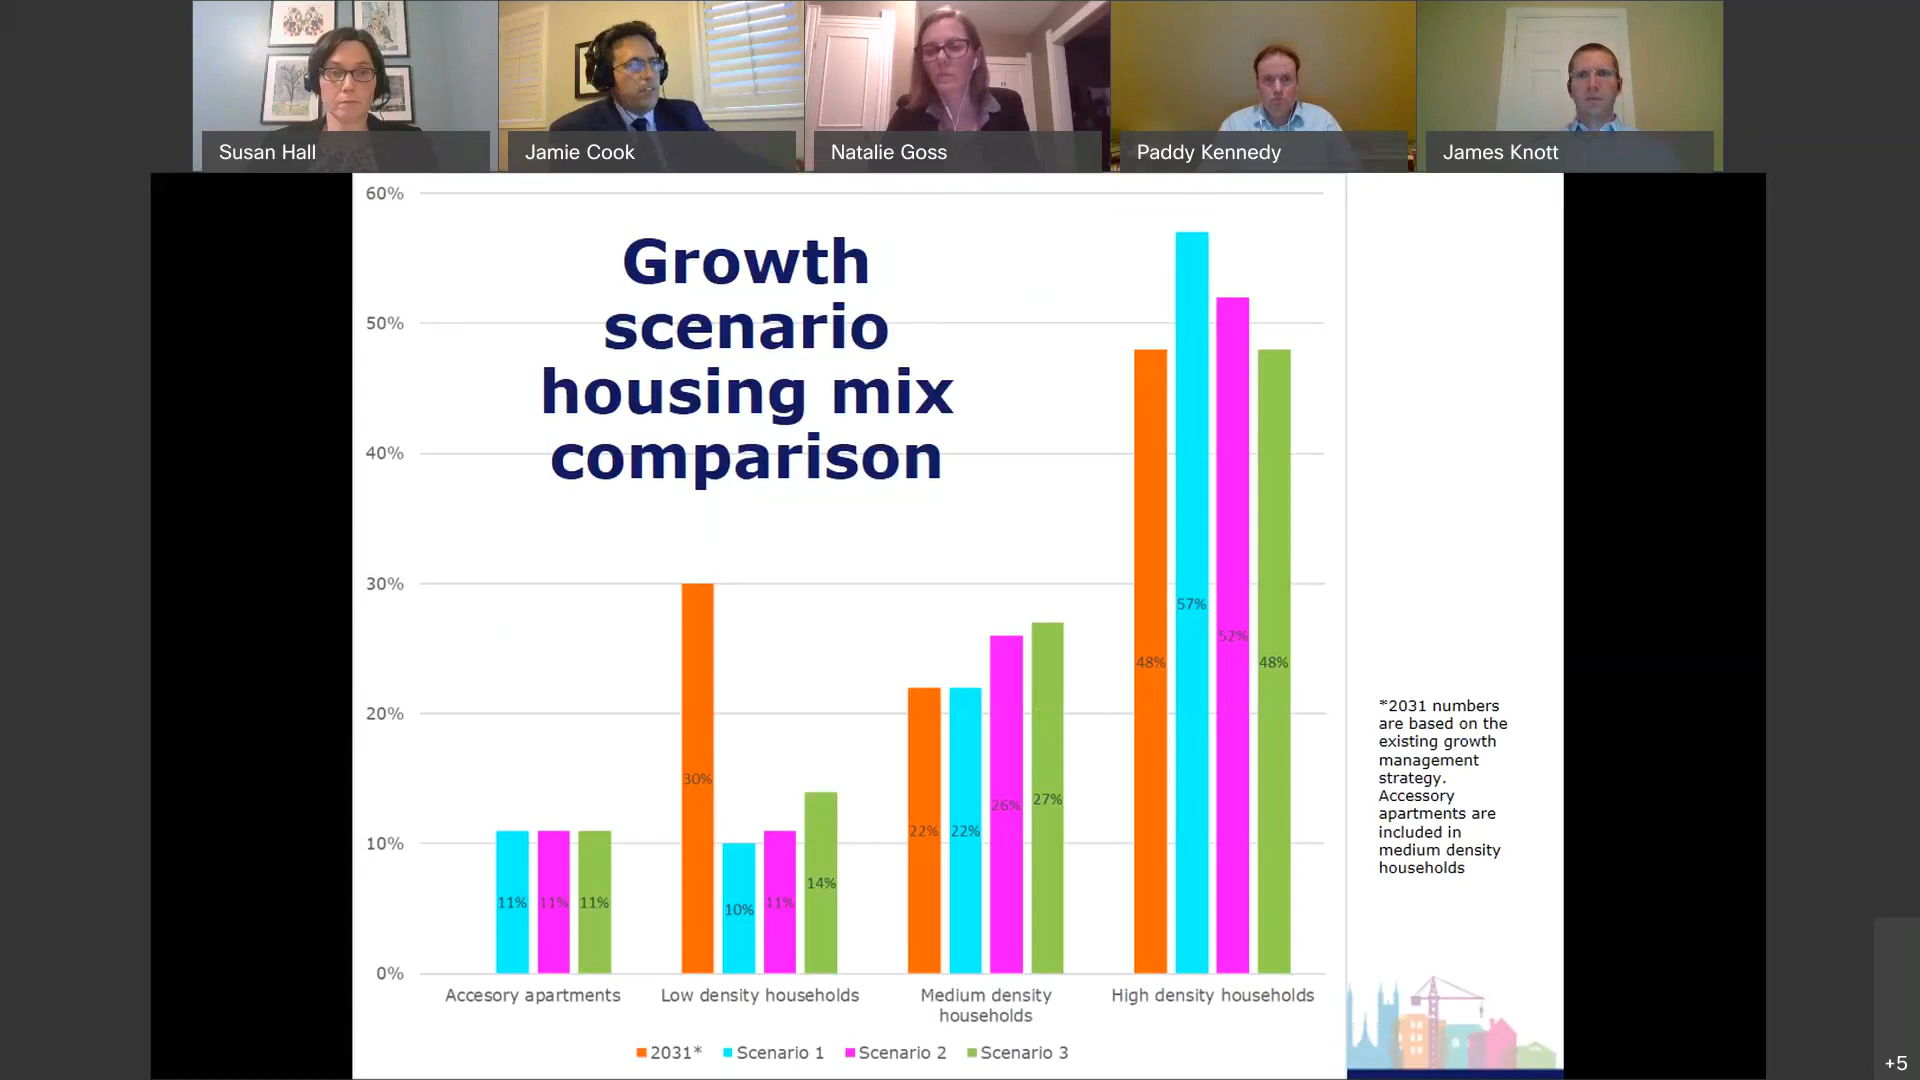 Susan Hall
Jamie Cook
Natalie Goss
Paddy Kennedy
James Knott
60%
50%
40%
30%
20%
10%
0%
Growth
scenario
housing mix
comparison
11%
11%
11%
30%
10%
11%
14%
22%
22%
26%
27%
48%
57%
52%
48%
Accesory apartments
Low density households
Medium density
households
High density households
2031*
Scenario 1
Scenario 2
Scenario 3
*2031 numbers
are based on the
existing growth
management
strategy.
Accessory
apartments are
included in
medium density
households
+5